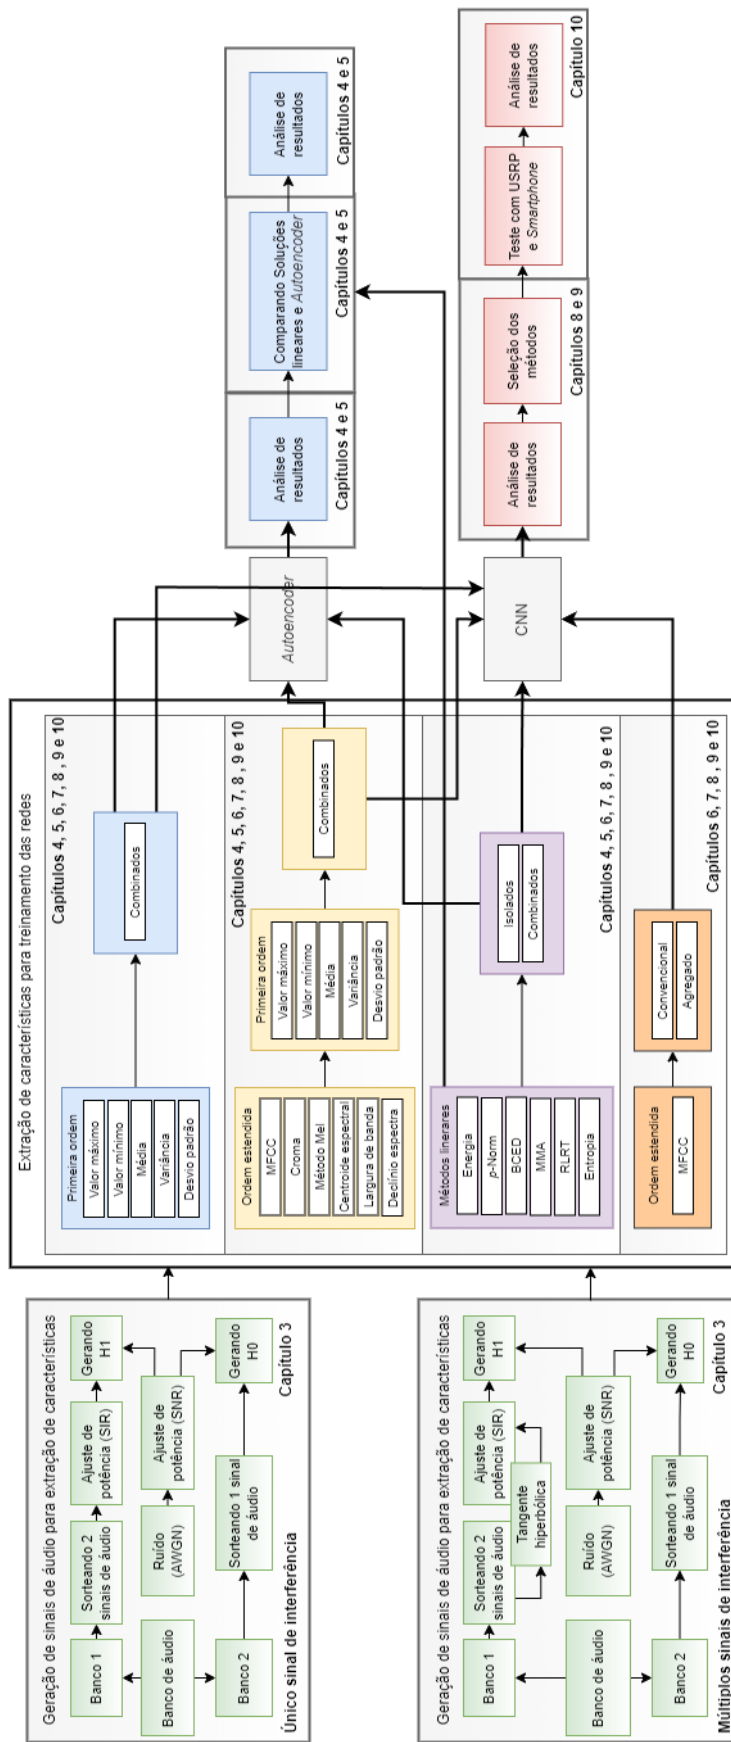 Geração de sinais de áudio para extração de características
Banco 1
Sorteando 2
sinais de áudio
Ajuste de
potência (SIR)
Gerando
H1
Banco de áudio
Ruído
(AWGN)
Ajuste de
potência (SNR)
Banco 2
Sorteando 1 sinal
de áudio
Gerando
H0
Único sinal de interferência
Capítulo 3
Geração de sinais de áudio para extração de características
Banco 1
Sorteando 2
sinais de áudio
Ajuste de
potência (SIR)
Gerando
H1
Tangente
hiperbólica
Banco de áudio
Ruído
(AWGN)
Ajuste de
potência (SNR)
Banco 2
Sorteando 1 sinal
de áudio
Gerando
H0
Múltiplos sinais de interferência
Capítulo 3
Extração de características para treinamento das redes
Primeira ordem
Valor máximo
Valor mínimo
Média
Variância
Desvio padrão
Combinados
Capítulos 4, 5, 6, 7, 8 , 9 e 10
Ordem estendida
MFCC
Croma
Método Mel
Centroide espectral
Largura de banda
Declínio espectra
Primeira ordem
Valor máximo
Valor mínimo
Média
Variância
Desvio padrão
Combinados
Capítulos 4, 5, 6, 7, 8 , 9 e 10
Métodos linerares
Energia
p-Norm
BCED
MMA
RLRT
Entropia
Isolados
Combinados
Capítulos 4, 5, 6, 7, 8 , 9 e 10
Ordem estendida
MFCC
Convencional
Agregado
Capítulos 6, 7, 8 , 9 e 10
Autoencoder
Análise de
resultados
Capítulos 4 e 5
Comparando Soluções
lineares e Autoencoder
Capítulos 4 e 5
Análise de
resultados
Capítulos 4 e 5
CNN
Análise de
resultados
Seleção dos
métodos
Capítulos 8 e 9
Teste com USRP
e Smartphone
Análise de
resultados
Capítulo 10